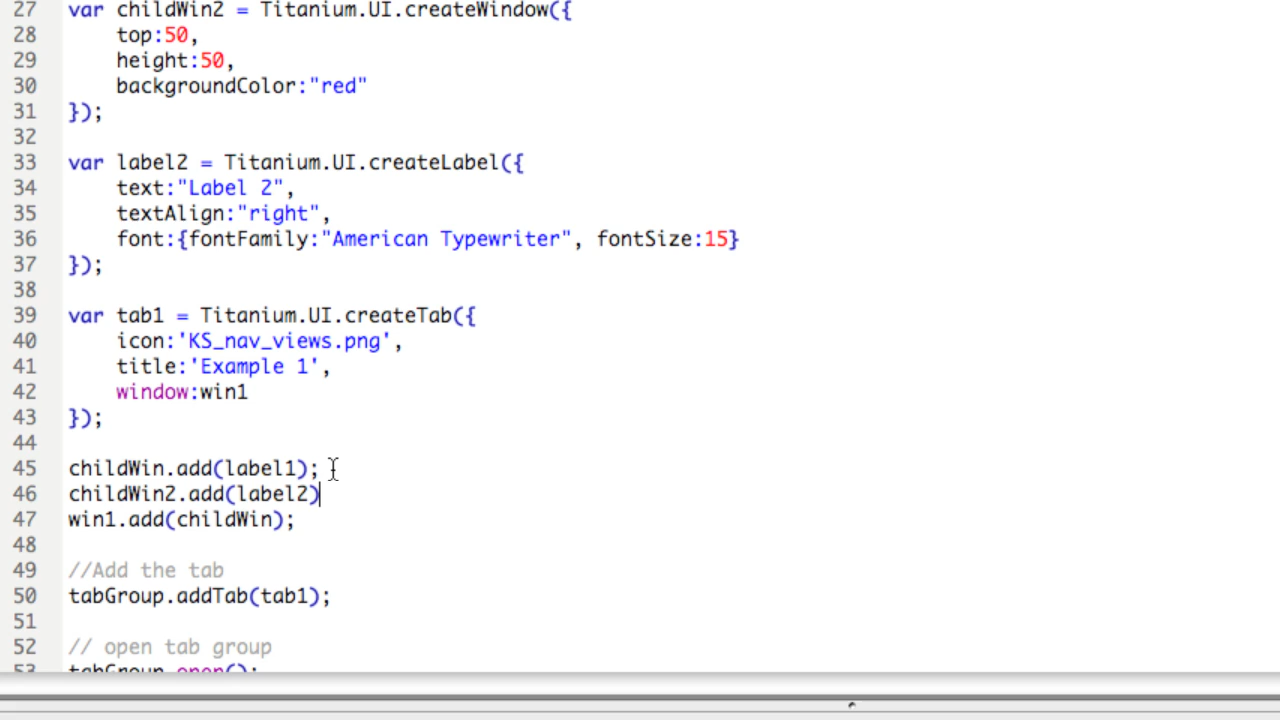 27 var childWin2 = Titanium.UI.createWindow({
28 top:50,
29 height:50,
30 backgroundColor:"red"
31 });
32
33 var label2 = Titanium.UI.createLabel({
34 text:"Label 2",
35 textAlign:"right",
36 font:{fontFamily:"American Typewriter", fontSize:15}
37 });
38
39 var tab1 = Titanium.UI.createTab({
40 icon:'KS_nav_views.png',
41 title:'Example 1',
42 window:win1
43 });
44
45 childWin.add(label1);
46 childWin2.add(label2)
47 win1.add(childWin);
48
49 //Add the tab
50 tabGroup.addTab(tab1);
51
52 // open tab group
53 tabGroup.open();